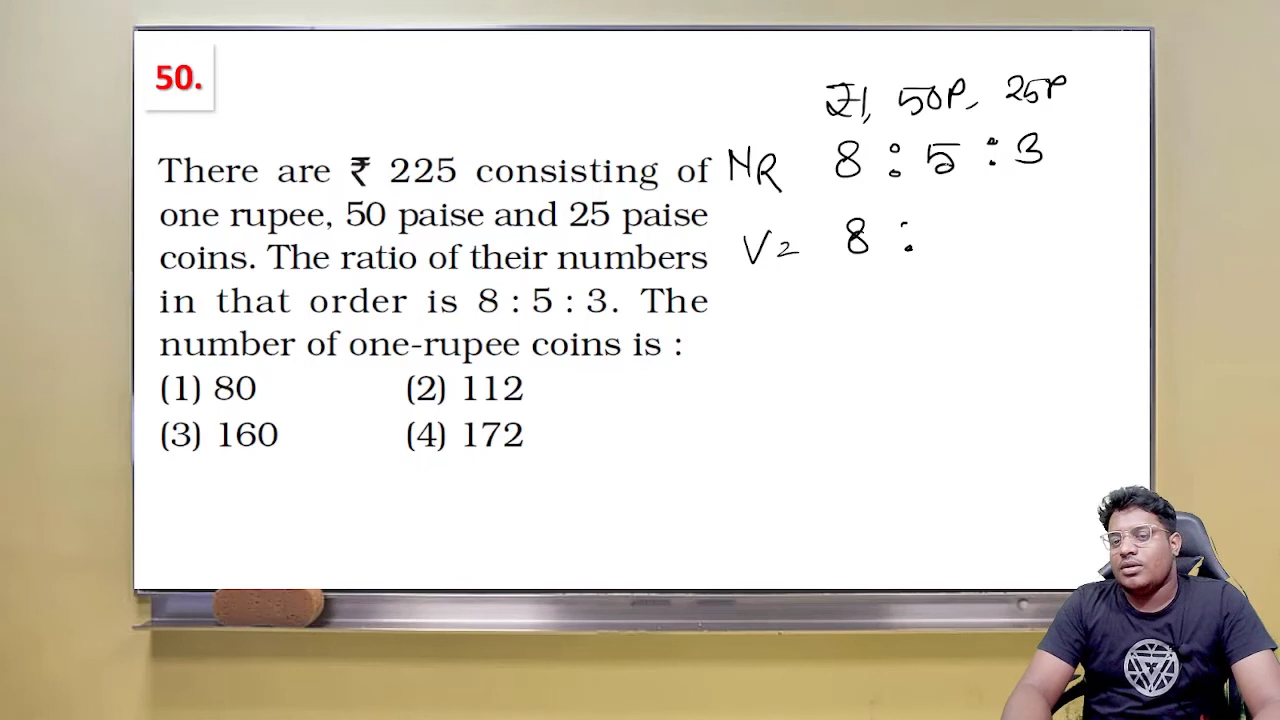 50.
₹1, 50P, 25P
NR 8 : 5 : 3
V= 8 :
There are ₹ 225 consisting of
one rupee, 50 paise and 25 paise
coins. The ratio of their numbers
in that order is 8 : 5 : 3. The
number of one-rupee coins is :
(1) 80 (2) 112
(3) 160 (4) 172